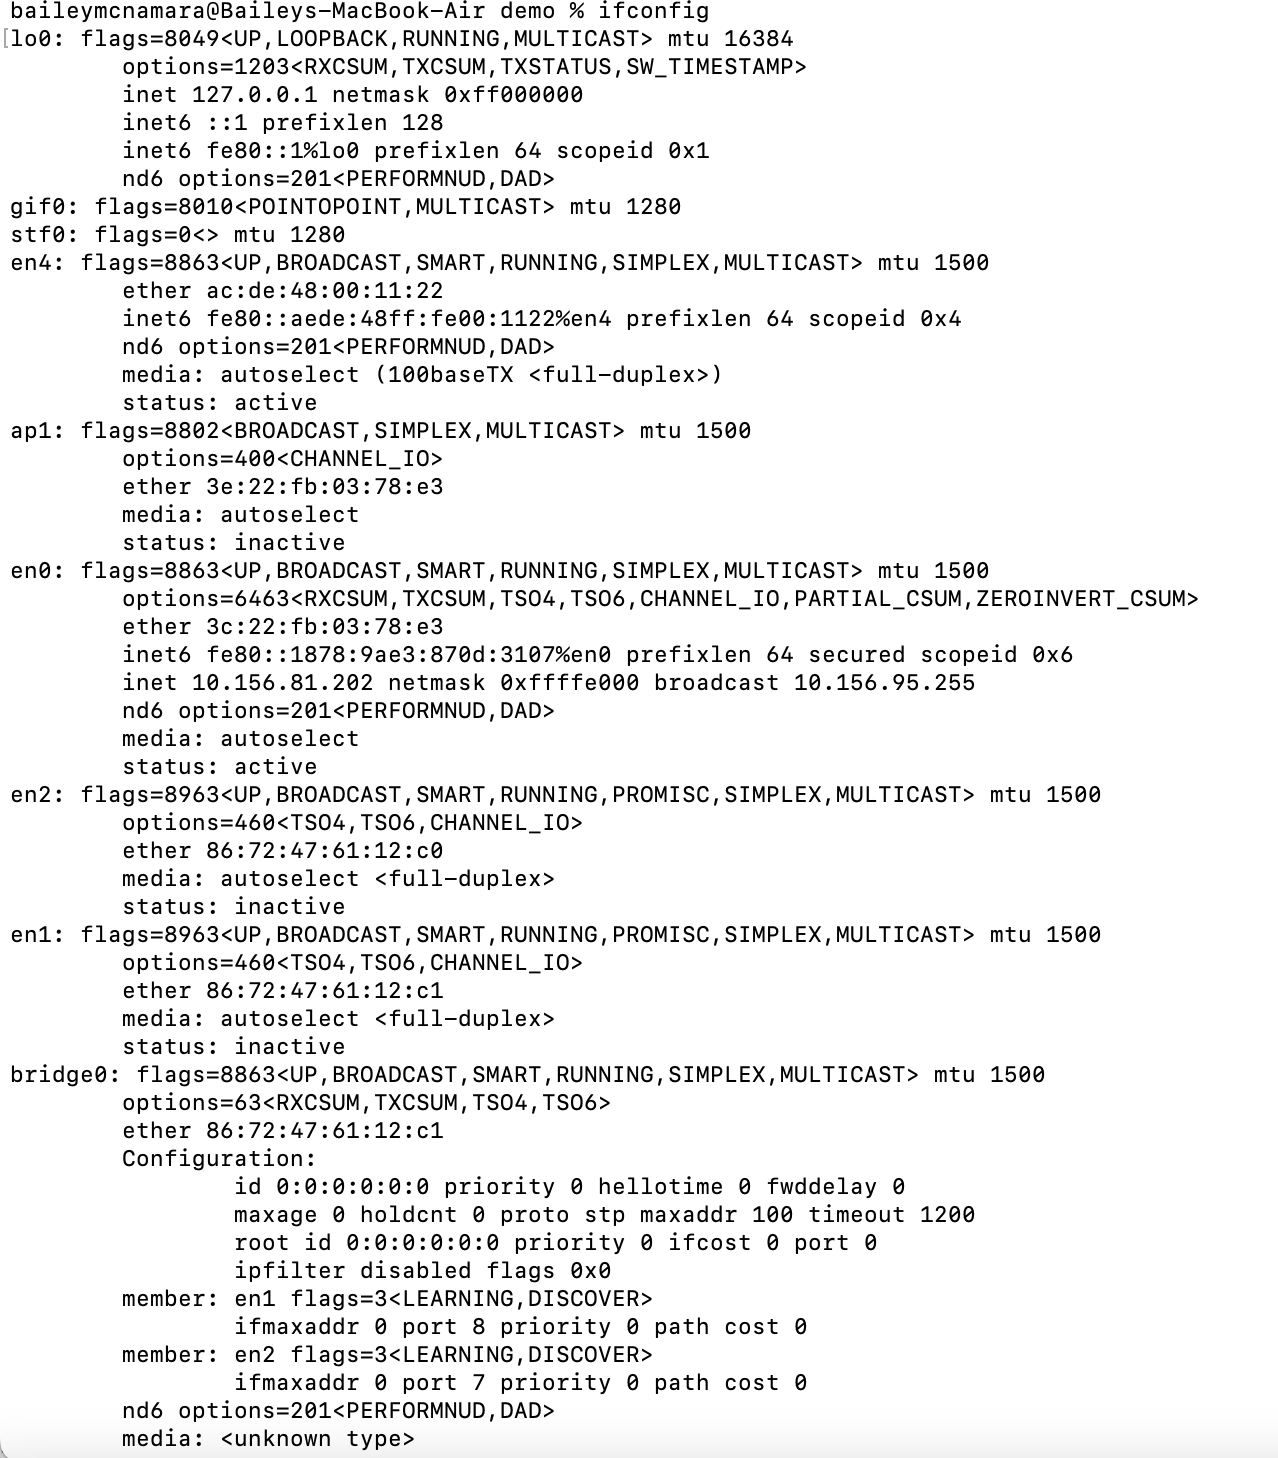 baileymcnamara@Baileys-MacBook-Air demo % ifconfig
[lo0: flags=8049<UP,LOOPBACK,RUNNING,MULTICAST> mtu 16384
options=1203<RXCSUM,TXCSUM,TXSTATUS,SW_TIMESTAMP>
inet 127.0.0.1 netmask 0xff000000
inet6 ::1 prefixlen 128
inet6 fe80::1%lo0 prefixlen 64 scopeid 0x1
nd6 options=201<PERFORMNUD,DAD>
gif0: flags=8010<POINTOPOINT,MULTICAST> mtu 1280
stf0: flags=0<> mtu 1280
en4: flags=8863<UP,BROADCAST,SMART,RUNNING,SIMPLEX,MULTICAST> mtu 1500
ether ac:de:48:00:11:22
inet6 fe80::aede:48ff:fe00:1122%en4 prefixlen 64 scopeid 0x4
nd6 options=201<PERFORMNUD,DAD>
media: autoselect (100baseTX <full-duplex>)
status: active
ap1: flags=8802<BROADCAST,SIMPLEX,MULTICAST> mtu 1500
options=400<CHANNEL_IO>
ether 3e:22:fb:03:78:e3
media: autoselect
status: inactive
en0: flags=8863<UP,BROADCAST,SMART,RUNNING,SIMPLEX,MULTICAST> mtu 1500
options=6463<RXCSUM,TXCSUM,TSO4,TSO6,CHANNEL_IO,PARTIAL_CSUM,ZEROINVERT_CSUM>
ether 3c:22:fb:03:78:e3
inet6 fe80::1878:9ae3:870d:3107%en0 prefixlen 64 secured scopeid 0x6
inet 10.156.81.202 netmask 0xffffe000 broadcast 10.156.95.255
nd6 options=201<PERFORMNUD,DAD>
media: autoselect
status: active
en2: flags=8963<UP,BROADCAST,SMART,RUNNING,PROMISC,SIMPLEX,MULTICAST> mtu 1500
options=460<TSO4,TSO6,CHANNEL_IO>
ether 86:72:47:61:12:c0
media: autoselect <full-duplex>
status: inactive
en1: flags=8963<UP,BROADCAST,SMART,RUNNING,PROMISC,SIMPLEX,MULTICAST> mtu 1500
options=460<TSO4,TSO6,CHANNEL_IO>
ether 86:72:47:61:12:c1
media: autoselect <full-duplex>
status: inactive
bridge0: flags=8863<UP,BROADCAST,SMART,RUNNING,SIMPLEX,MULTICAST> mtu 1500
options=63<RXCSUM,TXCSUM,TSO4,TSO6>
ether 86:72:47:61:12:c1
Configuration:
id 0:0:0:0:0:0 priority 0 hellotime 0 fwddelay 0
maxage 0 holdcnt 0 proto stp maxaddr 100 timeout 1200
root id 0:0:0:0:0:0 priority 0 ifcost 0 port 0
ipfilter disabled flags 0x0
member: en1 flags=3<LEARNING,DISCOVER>
ifmaxaddr 0 port 8 priority 0 path cost 0
member: en2 flags=3<LEARNING,DISCOVER>
ifmaxaddr 0 port 7 priority 0 path cost 0
nd6 options=201<PERFORMNUD,DAD>
media: <unknown type>